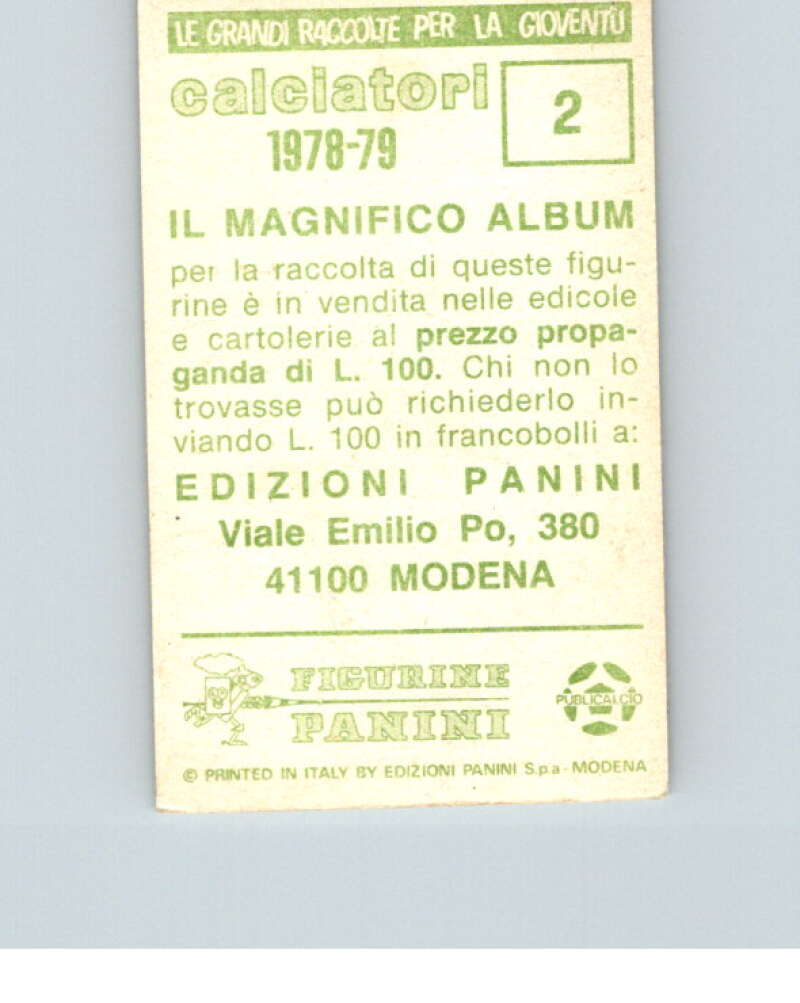 LE GRANDI RACCOLTE PER LA GIOVENTÙ
calciatori
1978-79
2
IL MAGNIFICO ALBUM
per la raccolta di queste figu-
rine è in vendita nelle edicole
e cartolerie al prezzo propa-
ganda di L. 100. Chi non lo
trovasse può richiederlo in-
viando L. 100 in francobolli a:
EDIZIONI PANINI
Viale Emilio Po, 380
41100 MODENA
FIGURINE
PANINI
PUBLICALCIO
© PRINTED IN ITALY BY EDIZIONI PANINI S.p.a - MODENA